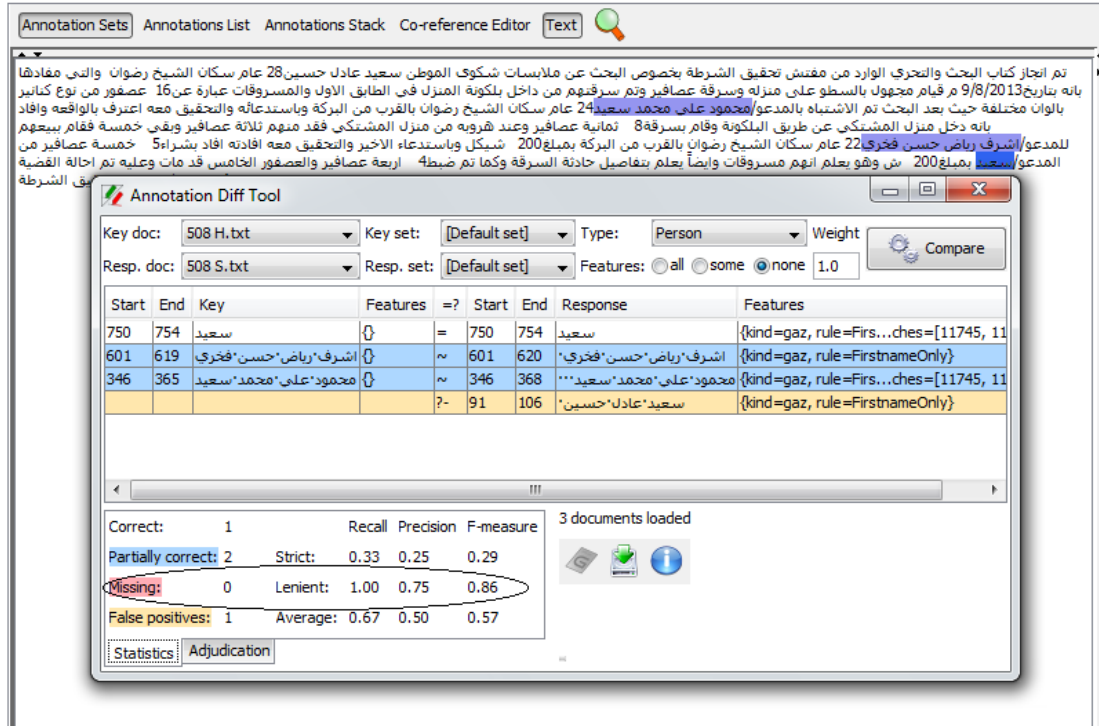 Annotation Sets Annotations List Annotations Stack Co-reference Editor Text
تم انجاز كتاب البحث والتحري الوارد من مفتش تحقيق الشرطة بخصوص البحث عن ملابسات شكوى الموطن سعيد عادل حسين28 عام سكان الشيخ رضوان والتي مفادها
بانه بتاريخ9/8/2013 م قيام مجهول بالسطو على منزله وسرقة عصافير وتم سرقتهم من داخل بلكونة المنزل في الطابق الاول والمسروقات عبارة عن16 عصفور من نوع كناتير
بالوان مختلفة حيث بعد البحث تم الاشتباه بالمدعو/محمود علي محمد سعيد24 عام سكان الشيخ رضوان بالقرب من البركة وباستدعائه والتحقيق معه اعترف بالواقعه وافاد
بانه دخل منزل المشتكي عن طريق البلكونة وقام بسرقة8 ثمانية عصافير وعند هروبه من منزل المشتكي فقد منهم ثلاثة عصافير وبقي خمسة فقام ببيعهم
للمدعو/اشرف رياض حسن فخري22 عام سكان الشيخ رضوان بالقرب من البركة بمبلغ200 شيكل وباستدعاء الاخير والتحقيق معه افادته افاد بشراء5 خمسة عصافير من
المدعو/سعيد بمبلغ200 ش وهو يعلم انهم مسروقات وايضاً يعلم بتفاصيل حادثة السرقة وكما تم ضبط4 اربعة عصافير والعصفور الخامس قد مات وعليه تم احالة القضية
الشرطة
Annotation Diff Tool
Key doc: 508 H.txt Key set: [Default set] Type: Person Weight Compare
Resp. doc: 508 S.txt Resp. set: [Default set] Features: all some none 1.0
Start End Key Features =? Start End Response Features
750 754 سعيد {} = 750 754 سعيد {kind=gaz, rule=Firs...ches=[11745, 11
601 619 اشرف·رياض·حسن·فخري {} ~ 601 620 اشرف·رياض·حسن·فخري· {kind=gaz, rule=FirstnameOnly}
346 365 محمود·علي·محمد·سعيد {} ~ 346 368 محمود·علي·محمد·سعيد··· {kind=gaz, rule=Firs...ches=[11745, 11
?- 91 106 سعيد·عادل·حسين· {kind=gaz, rule=FirstnameOnly}
Correct: 1 Recall Precision F-measure 3 documents loaded
Partially correct: 2 Strict: 0.33 0.25 0.29
Missing: 0 Lenient: 1.00 0.75 0.86
False positives: 1 Average: 0.67 0.50 0.57
Statistics Adjudication